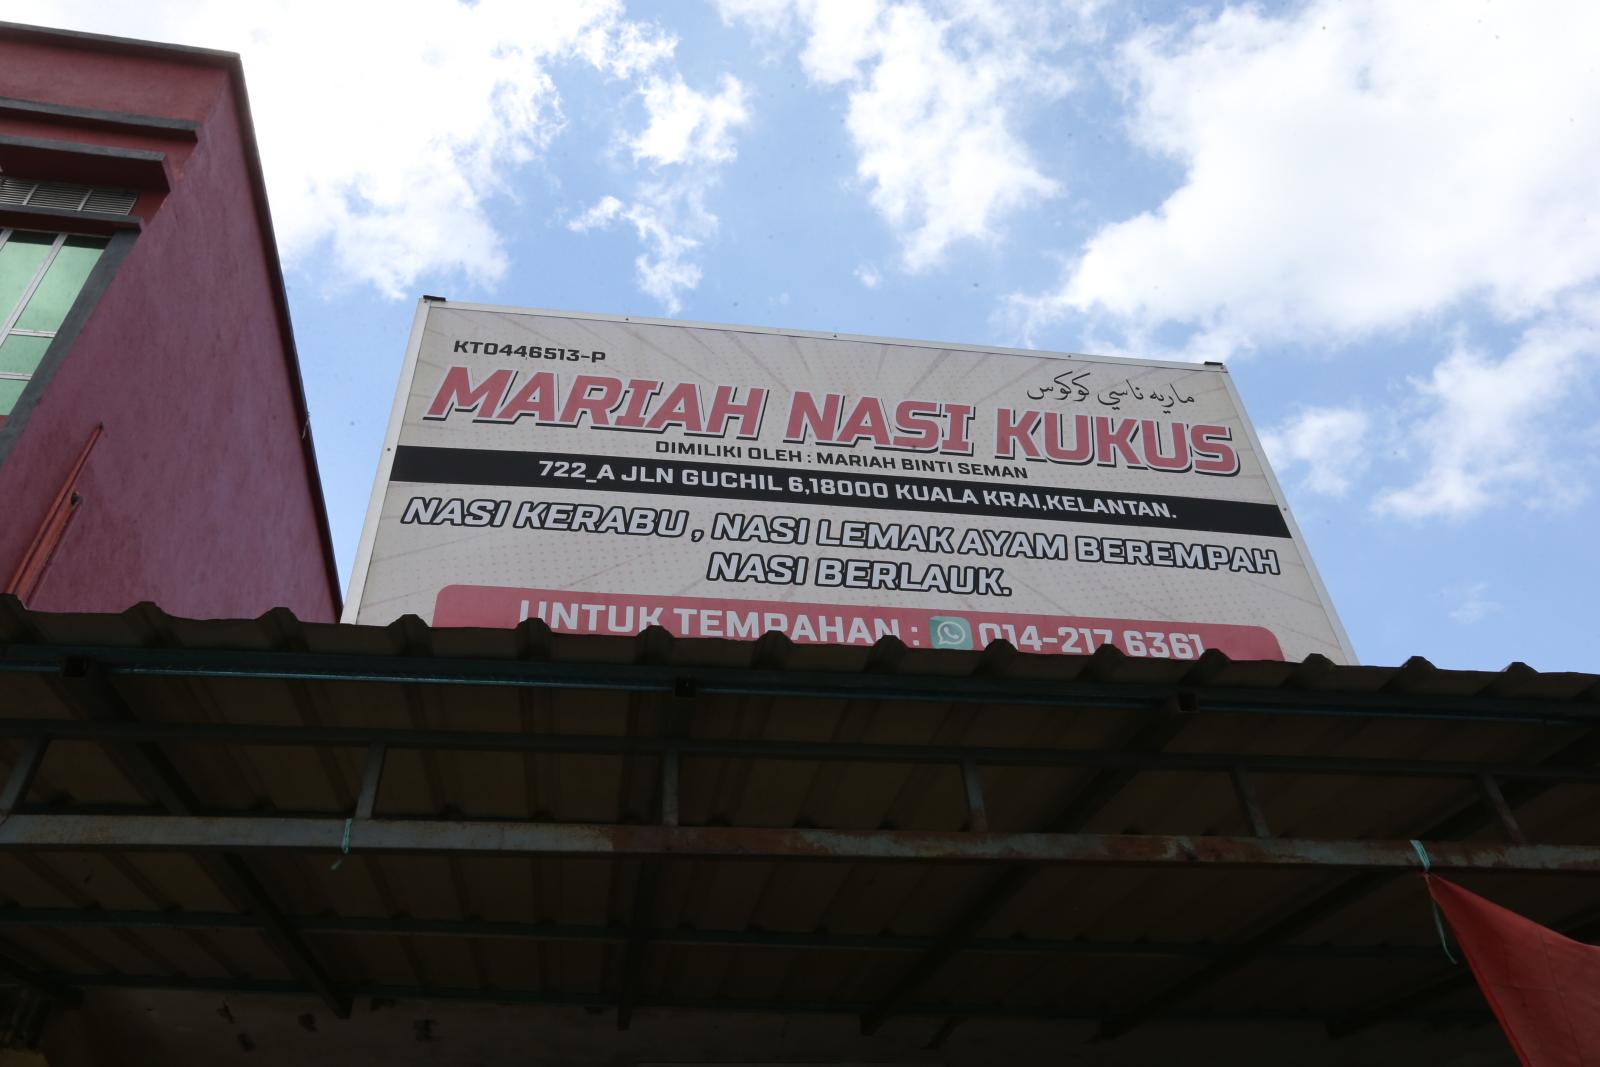 KT0446513-P
ماريه ناسي كوكوس
MARIAH NASI KUKUS
DIMILIKI OLEH : MARIAH BINTI SEMAN
722_A JLN GUCHIL 6,18000 KUALA KRAI,KELANTAN.
NASI KERABU , NASI LEMAK AYAM BEREMPAH
NASI BERLAUK.
UNTUK TEMPAHAN : 014-217 6361